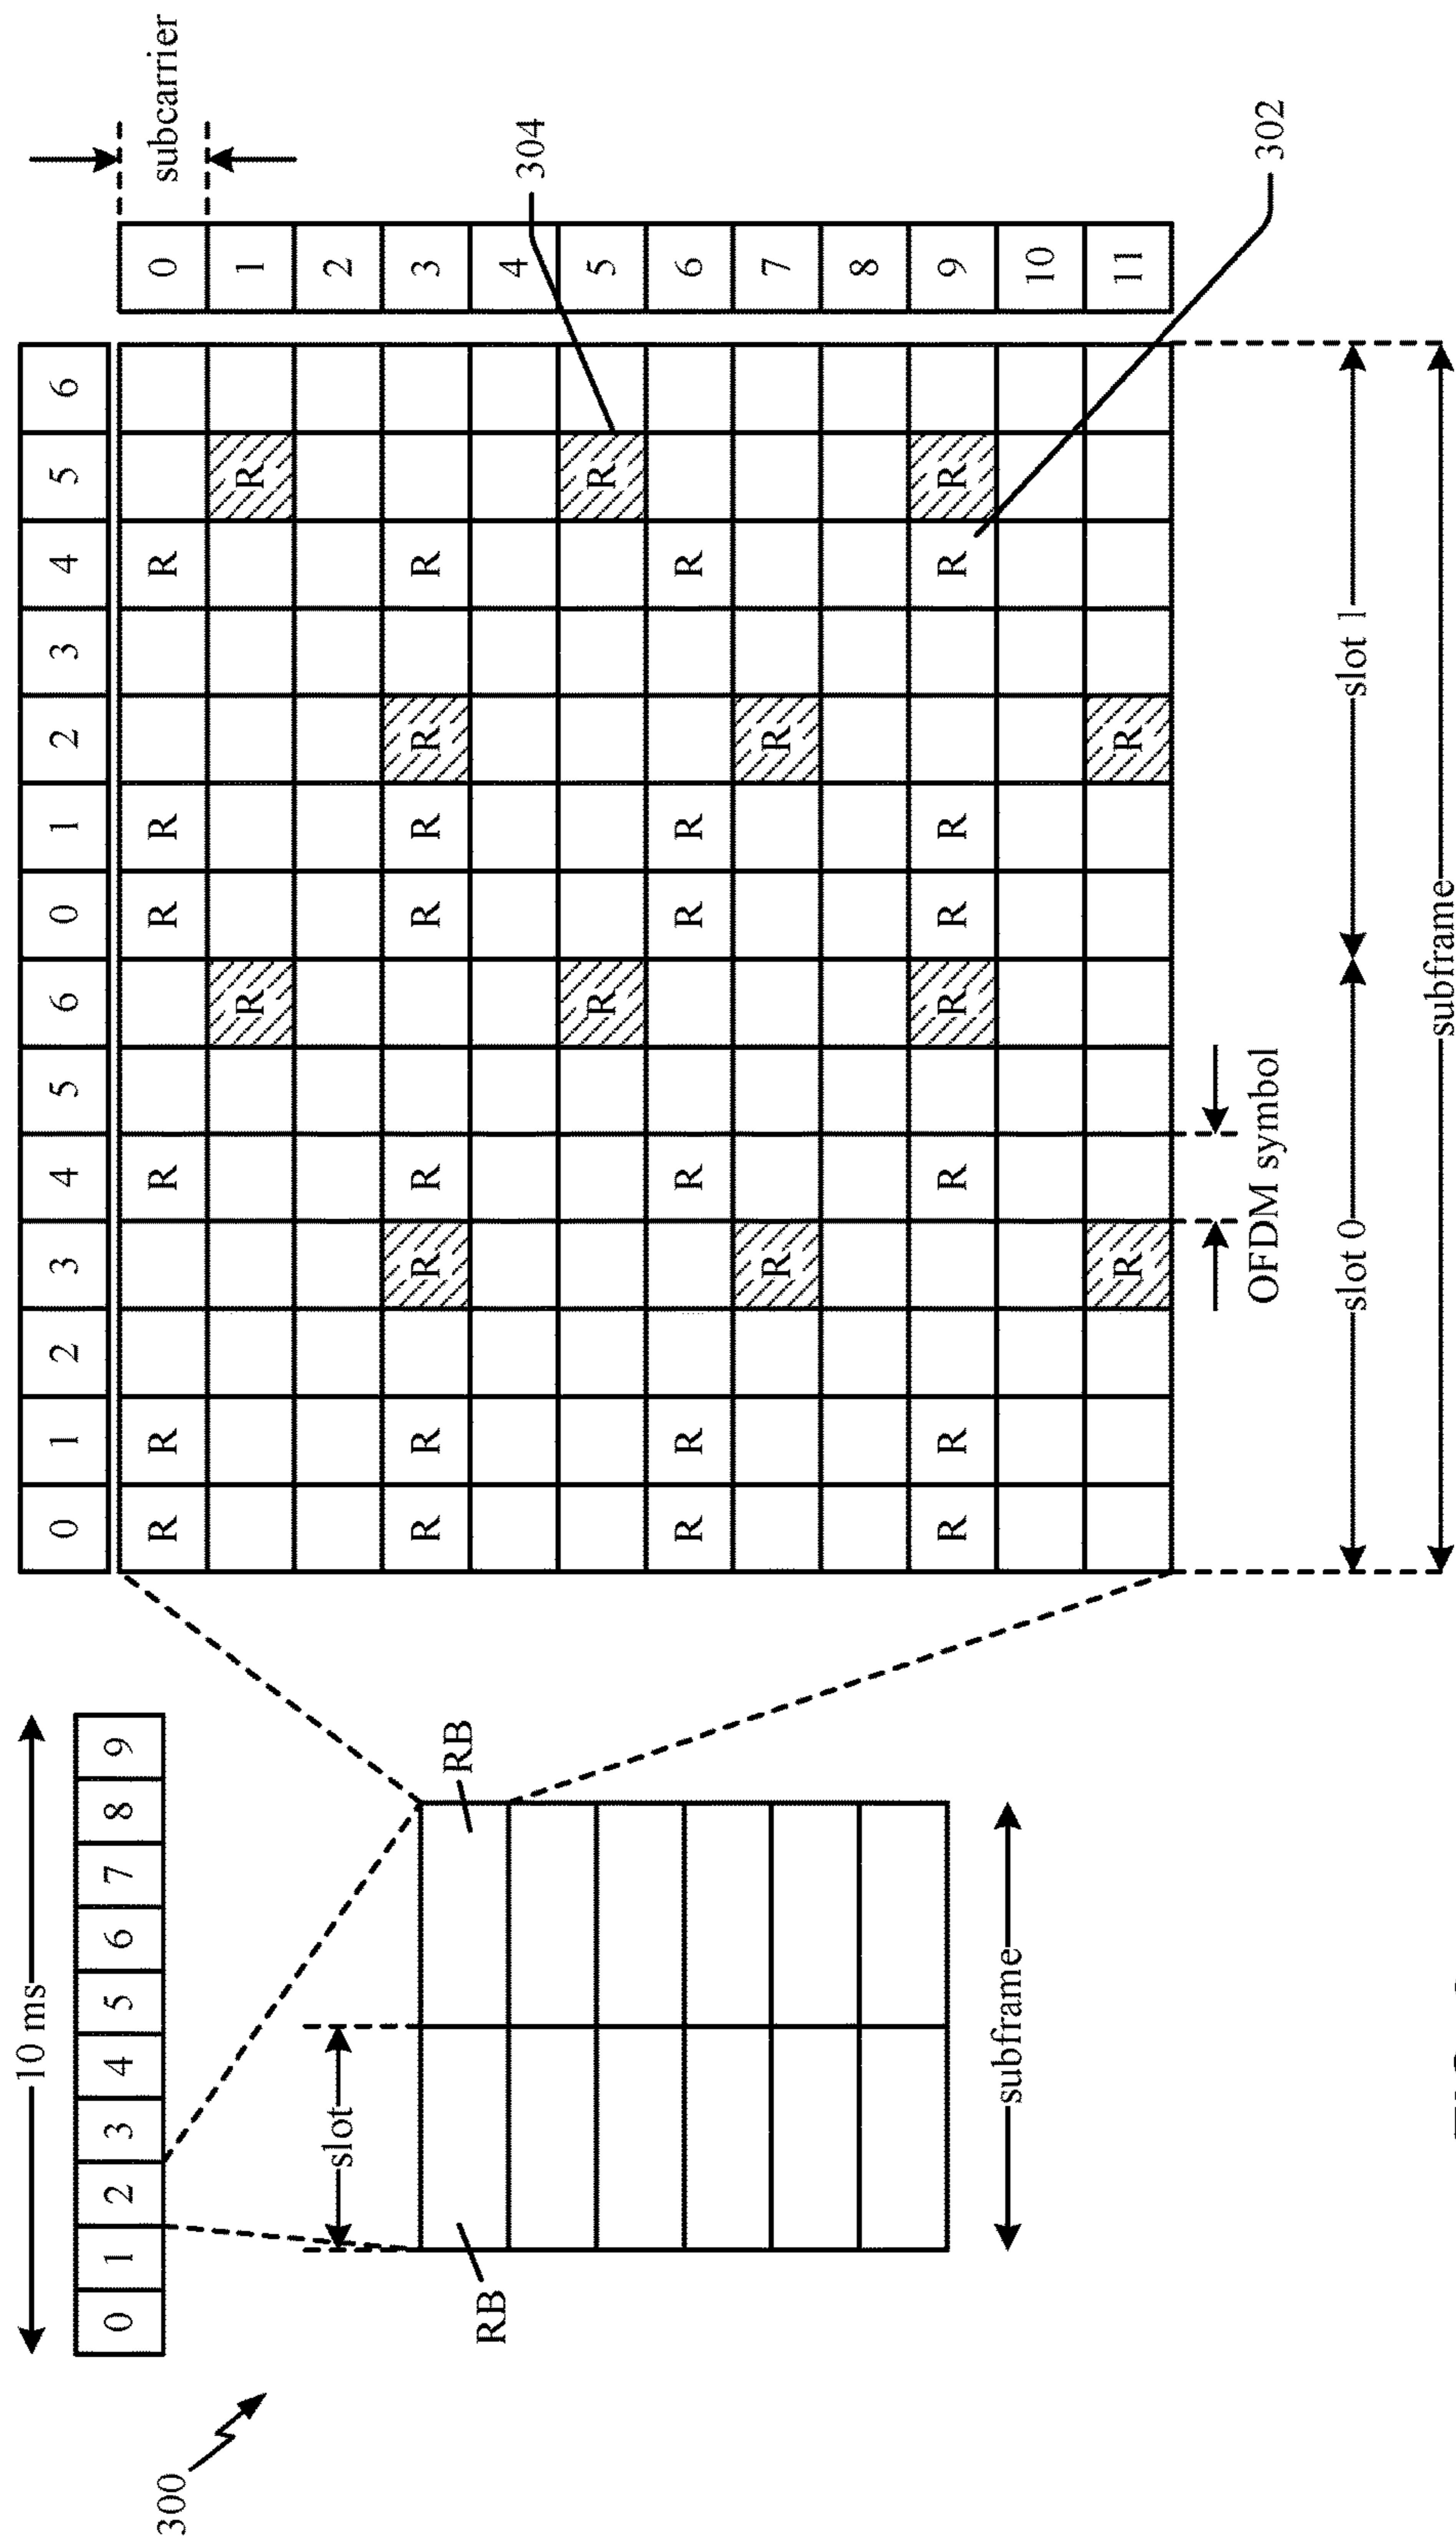 300
10 ms
0 1 2 3 4 5 6 7 8 9
slot
RB
RB
subframe
0 1 2 3 4 5 6 0 1 2 3 4 5 6
subcarrier
R R R R R R 0
R R 1
2
R R R R R R R R 3
4
R R 5
R R R R R R 6
R R 7
8
R R R R R R R R 9
10
R R 11
304
302
OFDM symbol
slot 0 slot 1
subframe